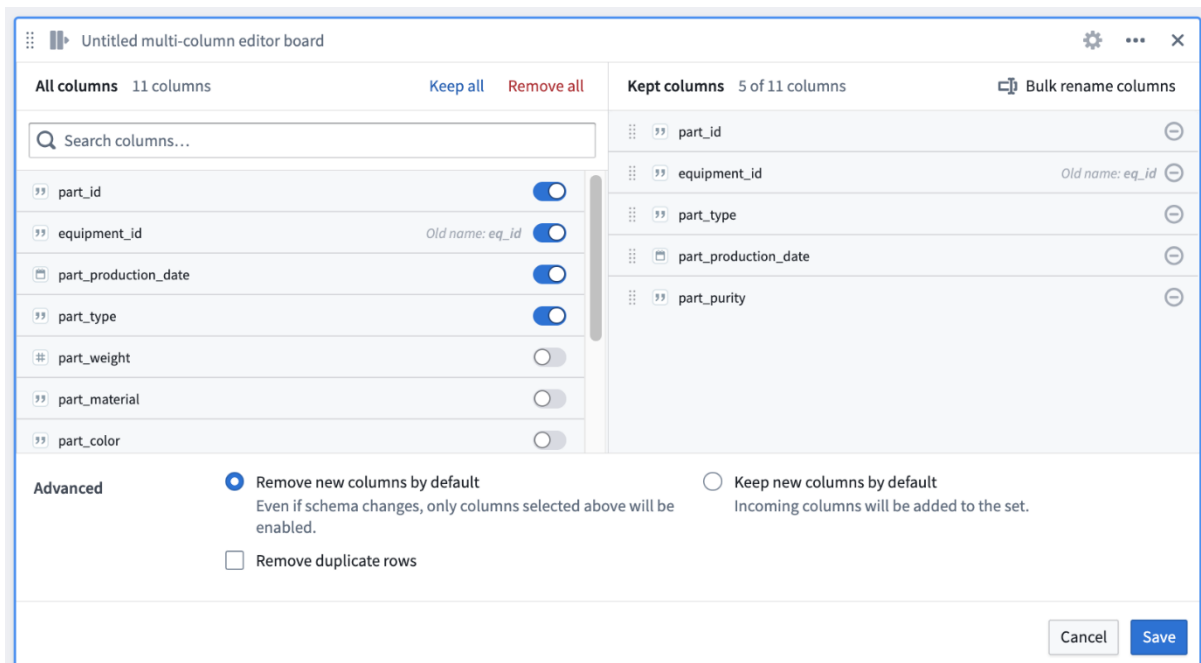 Untitled multi-column editor board
All columns 11 columns Keep all Remove all
Search columns...
part_id
equipment_id Old name: eq_id
part_production_date
part_type
# part_weight
part_material
part_color
Kept columns 5 of 11 columns Bulk rename columns
part_id
equipment_id Old name: eq_id
part_type
part_production_date
part_purity
Advanced
Remove new columns by default
Even if schema changes, only columns selected above will be
enabled.
Keep new columns by default
Incoming columns will be added to the set.
Remove duplicate rows
Cancel Save